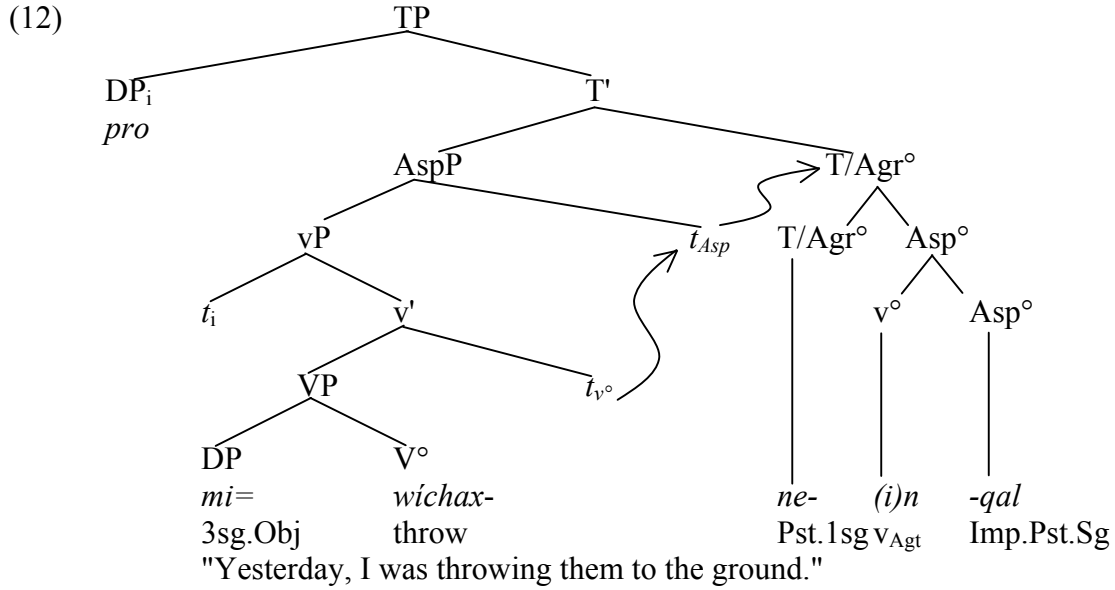 (12) TP
DPi T'
pro
AspP T/Agr°
vP tAsp T/Agr° Asp°
ti v' v° Asp°
VP tv°
DP V°
mi= wíchax- ne- (i)n -qal
3sg.Obj throw Pst.1sg vAgt Imp.Pst.Sg
"Yesterday, I was throwing them to the ground."